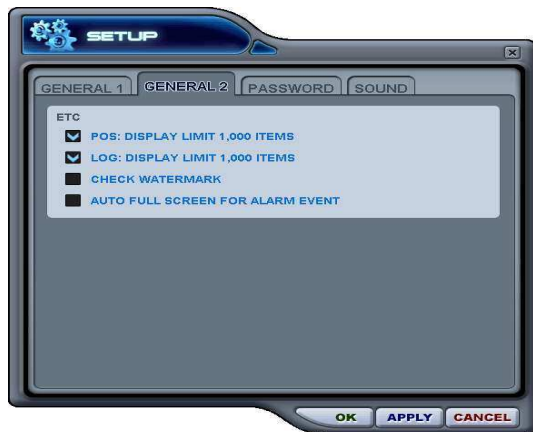 SETUP
GENERAL 1 GENERAL 2 PASSWORD SOUND
ETC
POS: DISPLAY LIMIT 1,000 ITEMS
LOG: DISPLAY LIMIT 1,000 ITEMS
CHECK WATERMARK
AUTO FULL SCREEN FOR ALARM EVENT
OK APPLY CANCEL